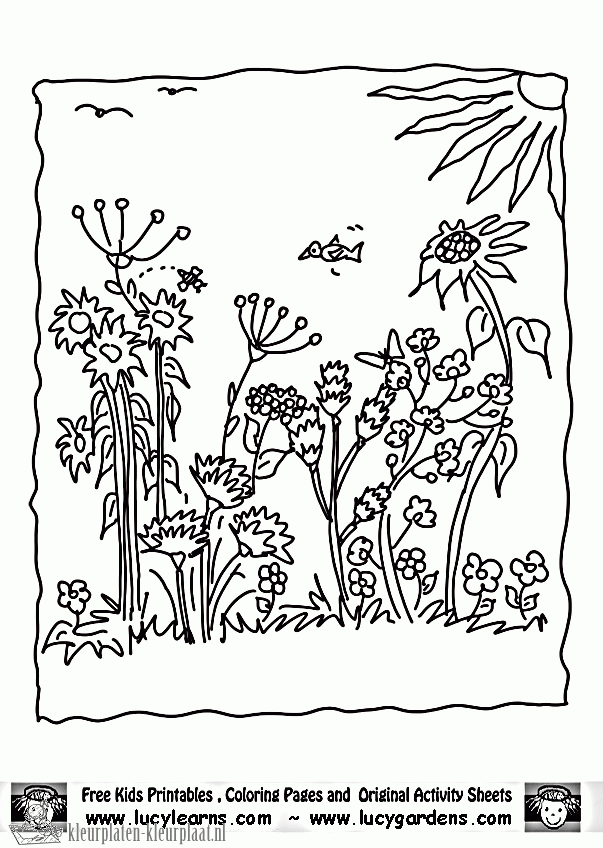 Free Kids Printables , Coloring Pages and Original Activity Sheets
www.lucylearns.com ~ www.lucygardens.com
© kleurplaten-kleurplaat.nl